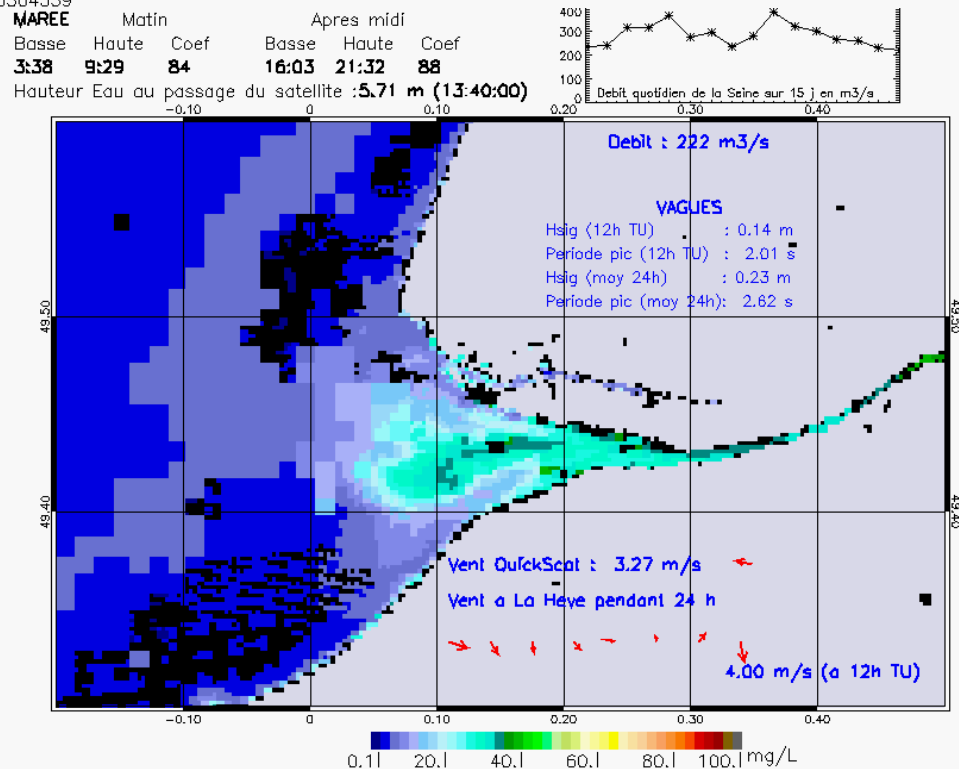 MAREE Matin Apres midi
Basse Haute Coef Basse Haute Coef
3:38 9:29 84 16:03 21:32 88
Hauteur Eau au passage du satellite :5.71 m (13:40:00)
400
300
200
100
0
Debit quotidien de la Seine sur 15 j en m3/s
-0.10 0 0.10 0.20 0.30 0.40
Debit : 222 m3/s
VAGUES
Hsig (12h TU) : 0.14 m
Periode pic (12h TU) : 2.01 s
Hsig (moy 24h) : 0.23 m
Periode pic (moy 24h): 2.62 s
49.50 49.50
49.40 49.40
Vent QuickScat : 3.27 m/s
Vent a La Heve pendant 24 h
4.00 m/s (a 12h TU)
-0.10 0 0.10 0.20 0.30 0.40
0.1| 20.| 40.| 60.| 80.| 100.| mg/L